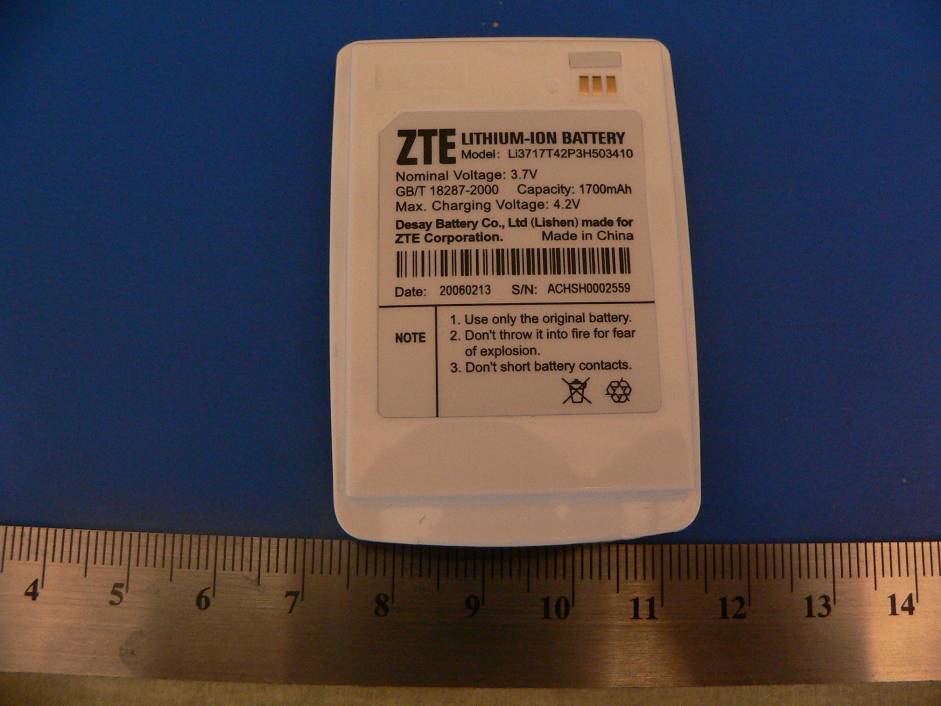 ZTE LITHIUM-ION BATTERY
Model: Li3717T42P3H503410
Nominal Voltage: 3.7V
GB/T 18287-2000 Capacity: 1700mAh
Max. Charging Voltage: 4.2V
Desay Battery Co., Ltd (Lishen) made for
ZTE Corporation. Made in China
Date: 20060213 S/N: ACHSH0002559
NOTE
1. Use only the original battery.
2. Don't throw it into fire for fear
of explosion.
3. Don't short battery contacts.
4 5 6 7 8 9 10 11 12 13 14